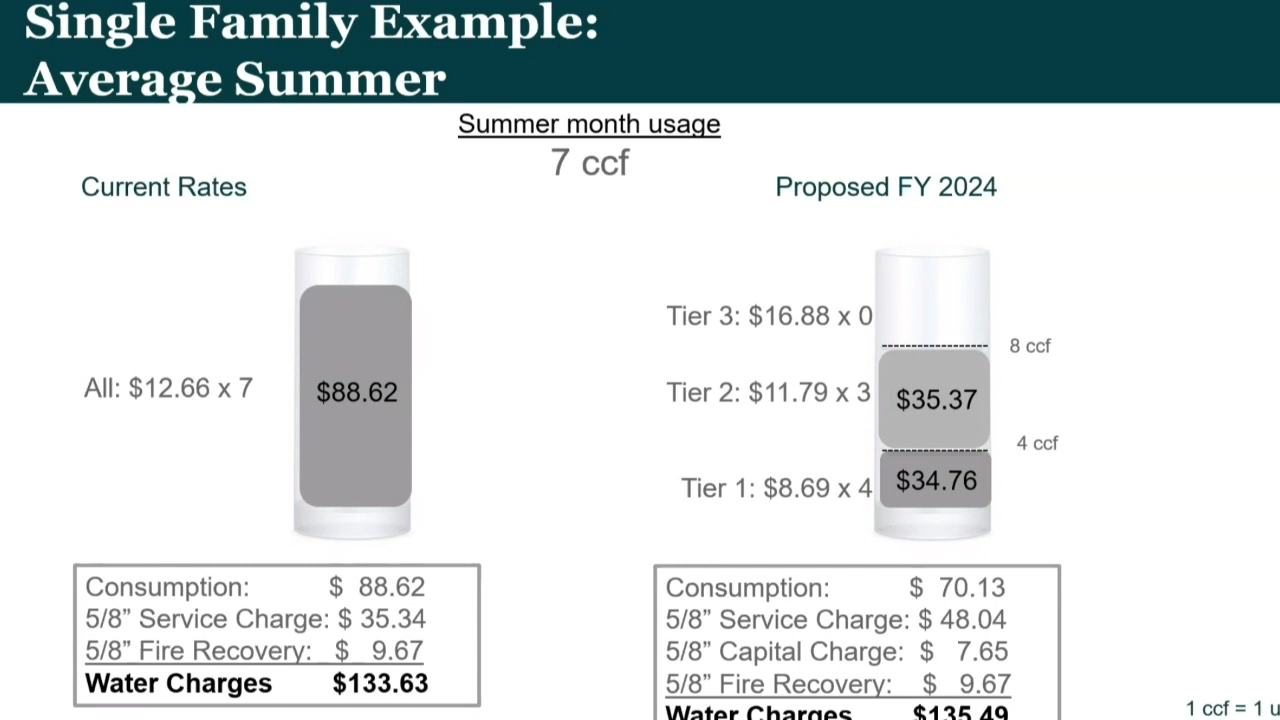 Single Family Example:
Average Summer
Summer month usage
7 ccf
Current Rates
All: $12.66 x 7
$88.62
Consumption: $ 88.62
5/8” Service Charge: $ 35.34
5/8” Fire Recovery: $ 9.67
Water Charges $133.63
Proposed FY 2024
Tier 3: $16.88 x 0
8 ccf
Tier 2: $11.79 x 3
$35.37
4 ccf
Tier 1: $8.69 x 4
$34.76
Consumption: $ 70.13
5/8” Service Charge: $ 48.04
5/8” Capital Charge: $ 7.65
5/8” Fire Recovery: $ 9.67
Water Charges $135.49
1 ccf = 1 u